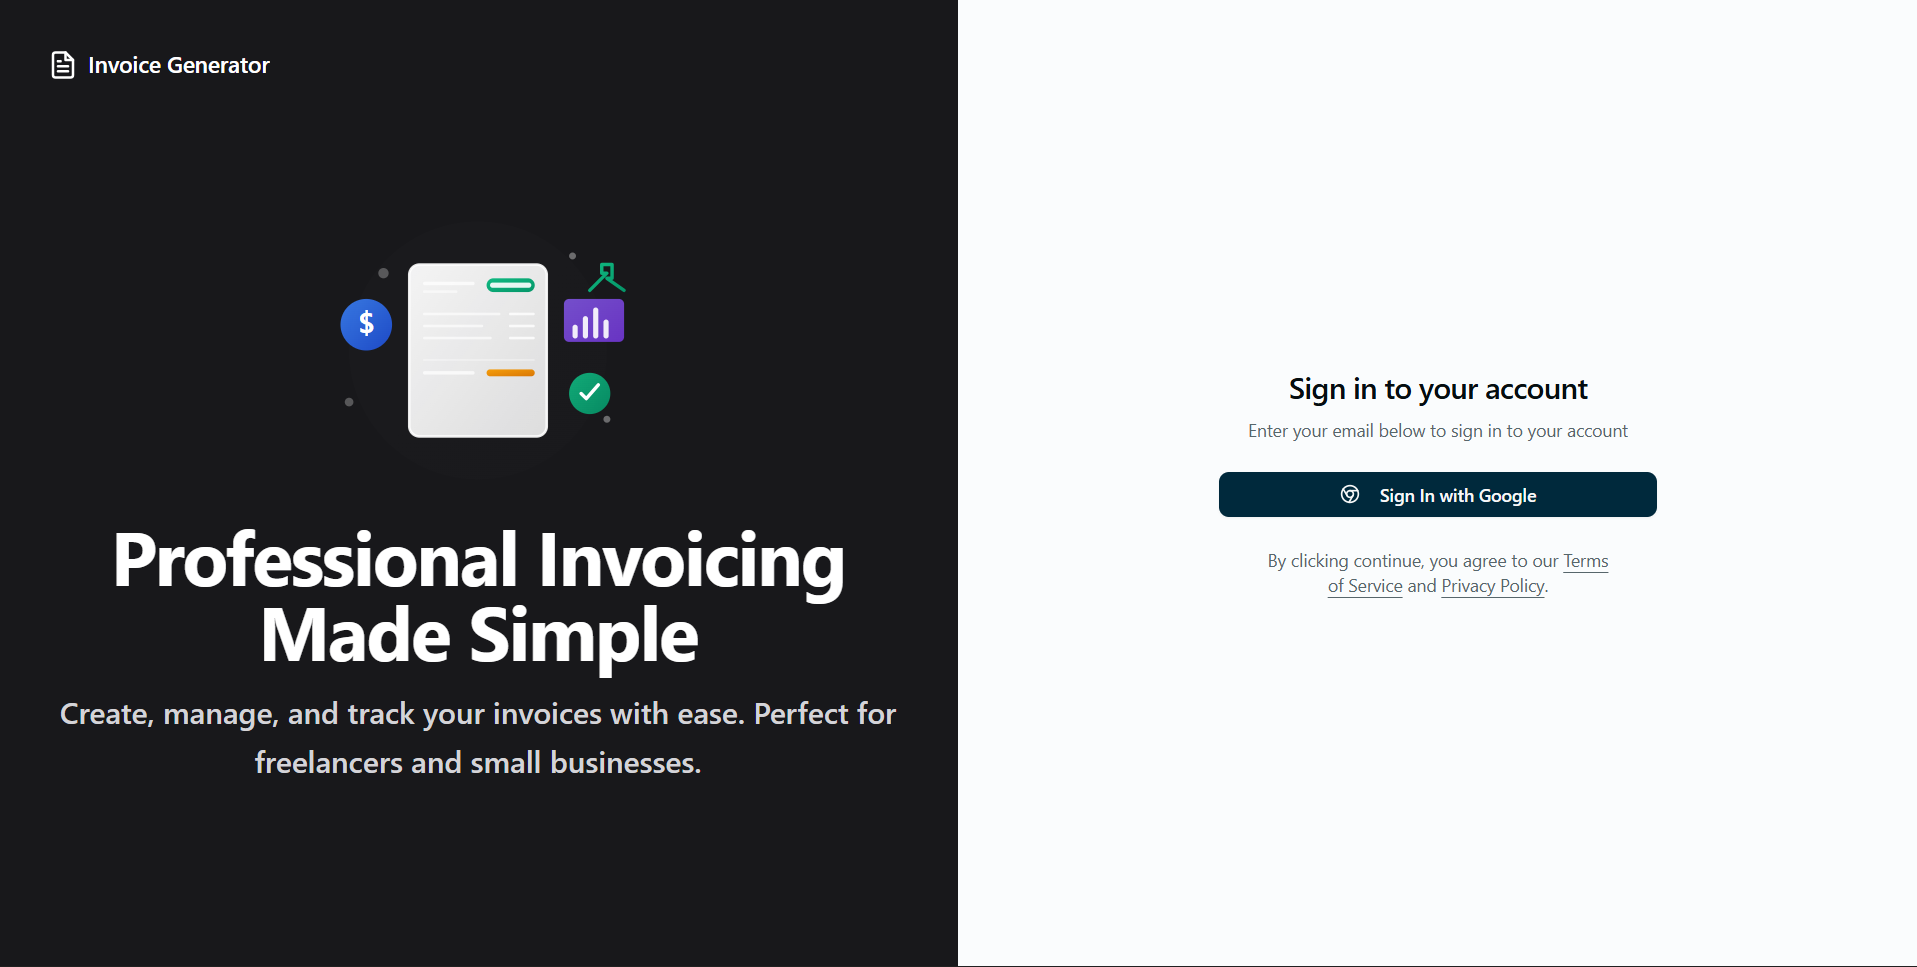 Invoice Generator
$
Professional Invoicing
Made Simple
Create, manage, and track your invoices with ease. Perfect for
freelancers and small businesses.
Sign in to your account
Enter your email below to sign in to your account
Sign In with Google
By clicking continue, you agree to our Terms
of Service and Privacy Policy.